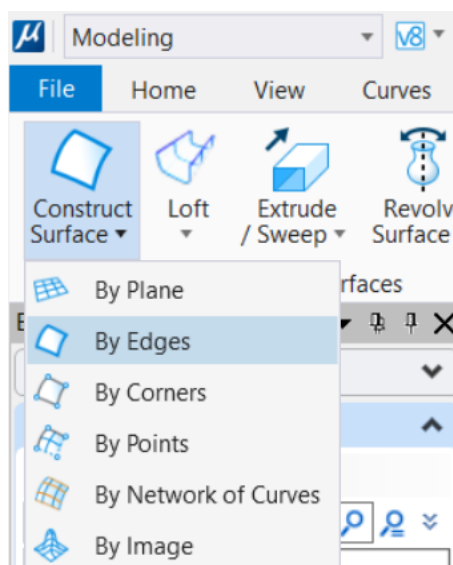 Modeling
V8
File Home View Curves
Construct Surface
Loft
Extrude / Sweep
Revolv
Surface
By Plane
rfaces
By Edges
By Corners
By Points
By Network of Curves
By Image